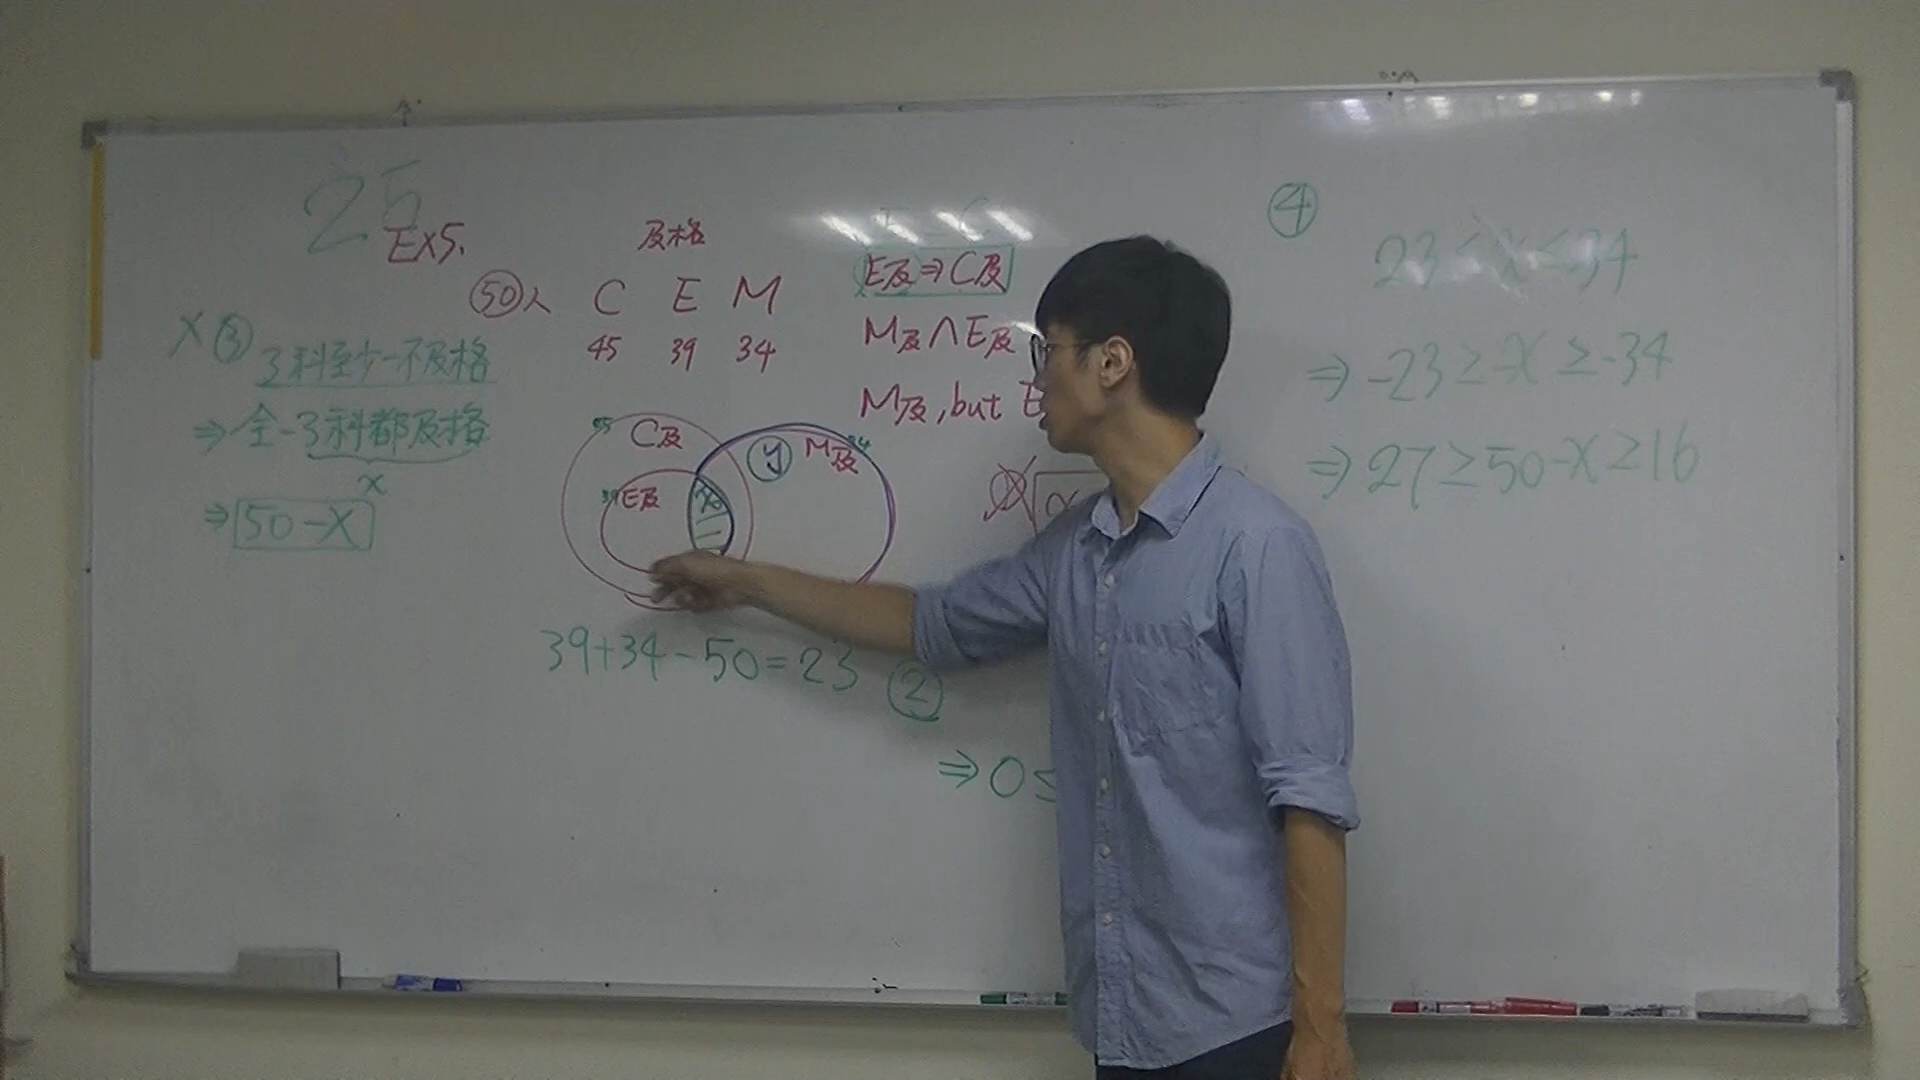 25
EX5.
及格
50人 C E M
45 39 34
E及⇒C及
M及∩E及
M及, but E
X ③ 3科至少一不及格
⇒ 全-3科都及格
x
⇒ 50-X
45 C及
39 E及
x
y
M及 34
39+34-50=23
②
⇒ 0≤
④
23≤x≤34
⇒ -23≥-x≥-34
⇒ 27≥50-x≥16